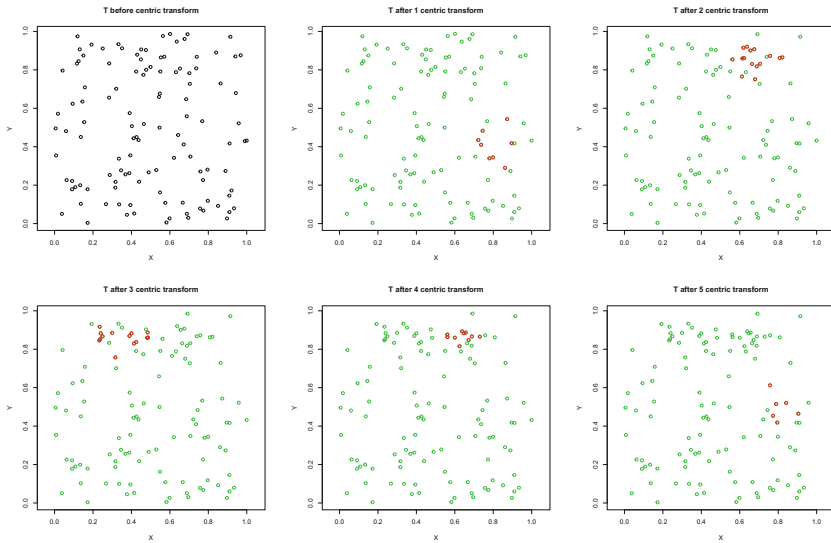 T before centric transform
T after 1 centric transform
T after 2 centric transform
Y
0.0 0.2 0.4 0.6 0.8 1.0
0.0 0.2 0.4 0.6 0.8 1.0
X
Y
0.0 0.2 0.4 0.6 0.8 1.0
0.0 0.2 0.4 0.6 0.8 1.0
X
Y
0.0 0.2 0.4 0.6 0.8 1.0
0.0 0.2 0.4 0.6 0.8 1.0
X
T after 3 centric transform
T after 4 centric transform
T after 5 centric transform
Y
0.0 0.2 0.4 0.6 0.8 1.0
0.0 0.2 0.4 0.6 0.8 1.0
X
Y
0.0 0.2 0.4 0.6 0.8 1.0
0.0 0.2 0.4 0.6 0.8 1.0
X
Y
0.0 0.2 0.4 0.6 0.8 1.0
0.0 0.2 0.4 0.6 0.8 1.0
X